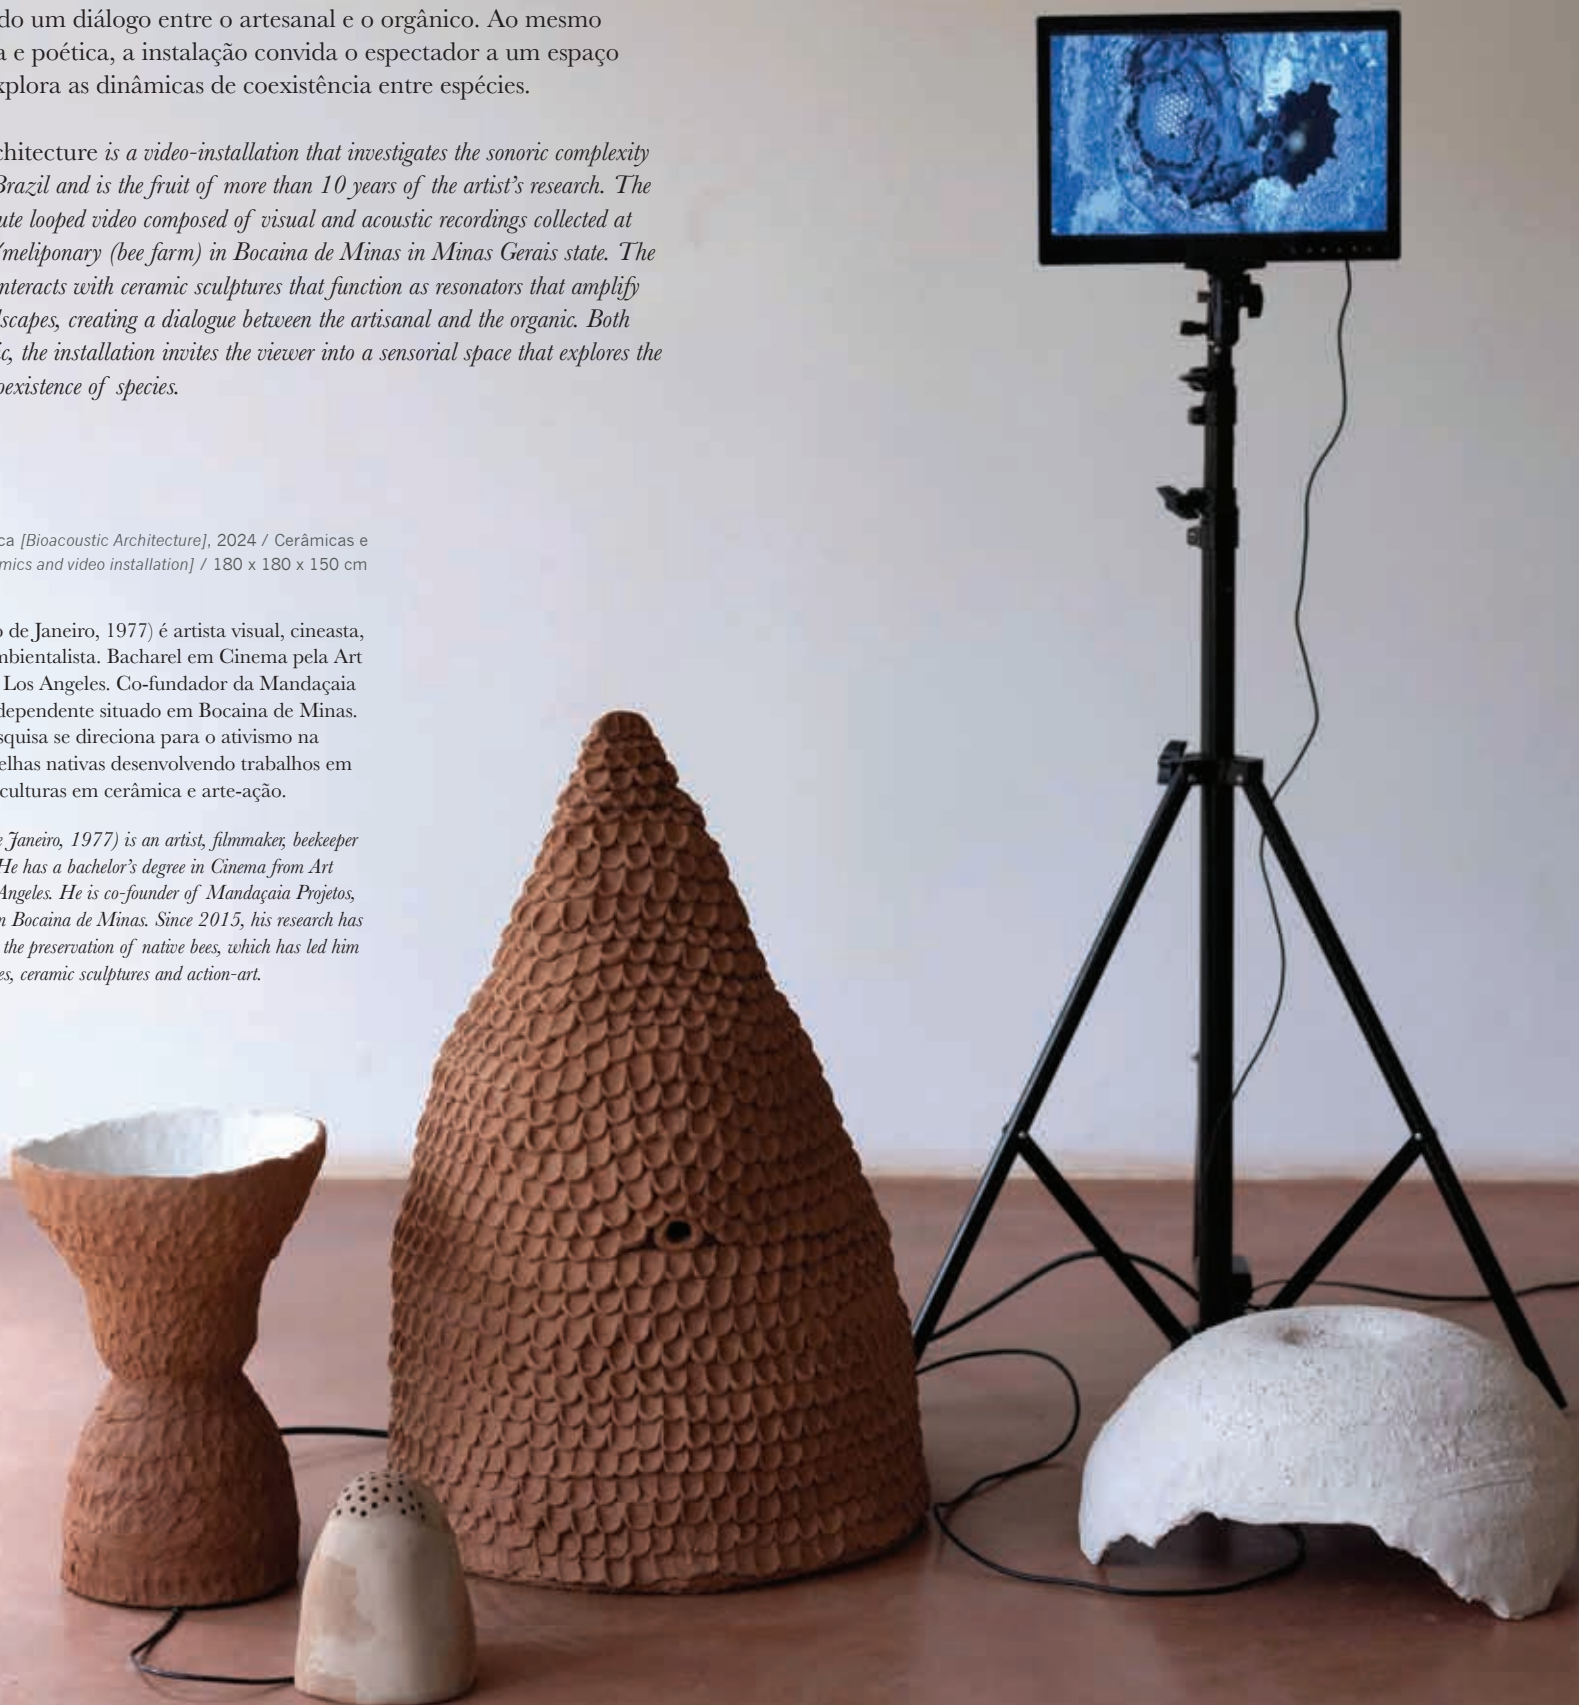 do um diálogo entre o artesanal e o orgânico. Ao mesmo
a e poética, a instalação convida o espectador a um espaço
xplora as dinâmicas de coexistência entre espécies.
chitecture is a video-installation that investigates the sonoric complexity
Brazil and is the fruit of more than 10 years of the artist's research. The
ute looped video composed of visual and acoustic recordings collected at
/meliponary (bee farm) in Bocaina de Minas in Minas Gerais state. The
nteracts with ceramic sculptures that function as resonators that amplify
dscapes, creating a dialogue between the artisanal and the organic. Both
ic, the installation invites the viewer into a sensorial space that explores the
oexistence of species.
ca [Bioacoustic Architecture], 2024 / Cerâmicas e
mics and video installation] / 180 x 180 x 150 cm
o de Janeiro, 1977) é artista visual, cineasta,
mbientalista. Bacharel em Cinema pela Art
Los Angeles. Co-fundador da Mandaçaia
dependente situado em Bocaina de Minas.
squisa se direciona para o ativismo na
elhas nativas desenvolvendo trabalhos em
culturas em cerâmica e arte-ação.
e Janeiro, 1977) is an artist, filmmaker, beekeeper
He has a bachelor's degree in Cinema from Art
Angeles. He is co-founder of Mandaçaia Projetos,
n Bocaina de Minas. Since 2015, his research has
the preservation of native bees, which has led him
es, ceramic sculptures and action-art.